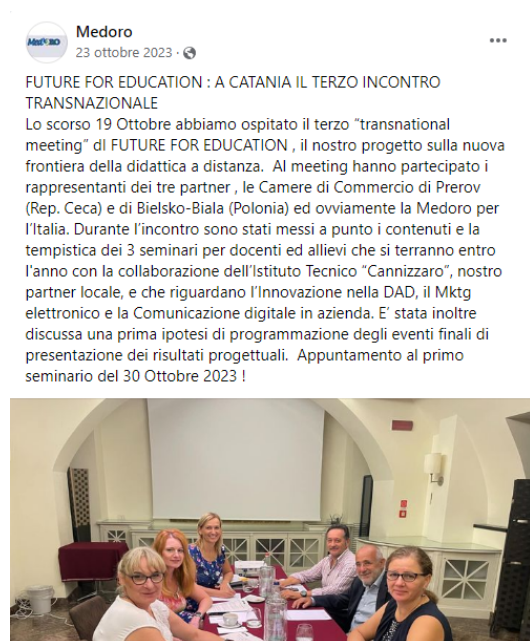 Medoro
23 ottobre 2023 ·
FUTURE FOR EDUCATION : A CATANIA IL TERZO INCONTRO
TRANSNAZIONALE
Lo scorso 19 Ottobre abbiamo ospitato il terzo “transnational
meeting” dI FUTURE FOR EDUCATION , il nostro progetto sulla nuova
frontiera della didattica a distanza.  Al meeting hanno partecipato i
rappresentanti dei tre partner , le Camere di Commercio di Prerov
(Rep. Ceca) e di Bielsko-Biala (Polonia) ed ovviamente la Medoro per
l’Italia. Durante l’incontro sono stati messi a punto i contenuti e la
tempistica dei 3 seminari per docenti ed allievi che si terranno entro
l'anno con la collaborazione dell’Istituto Tecnico “Cannizzaro”, nostro
partner locale, e che riguardano l’Innovazione nella DAD, il Mktg
elettronico e la Comunicazione digitale in azienda. E’ stata inoltre
discussa una prima ipotesi di programmazione degli eventi finali di
presentazione dei risultati progettuali.  Appuntamento al primo
seminario del 30 Ottobre 2023 !